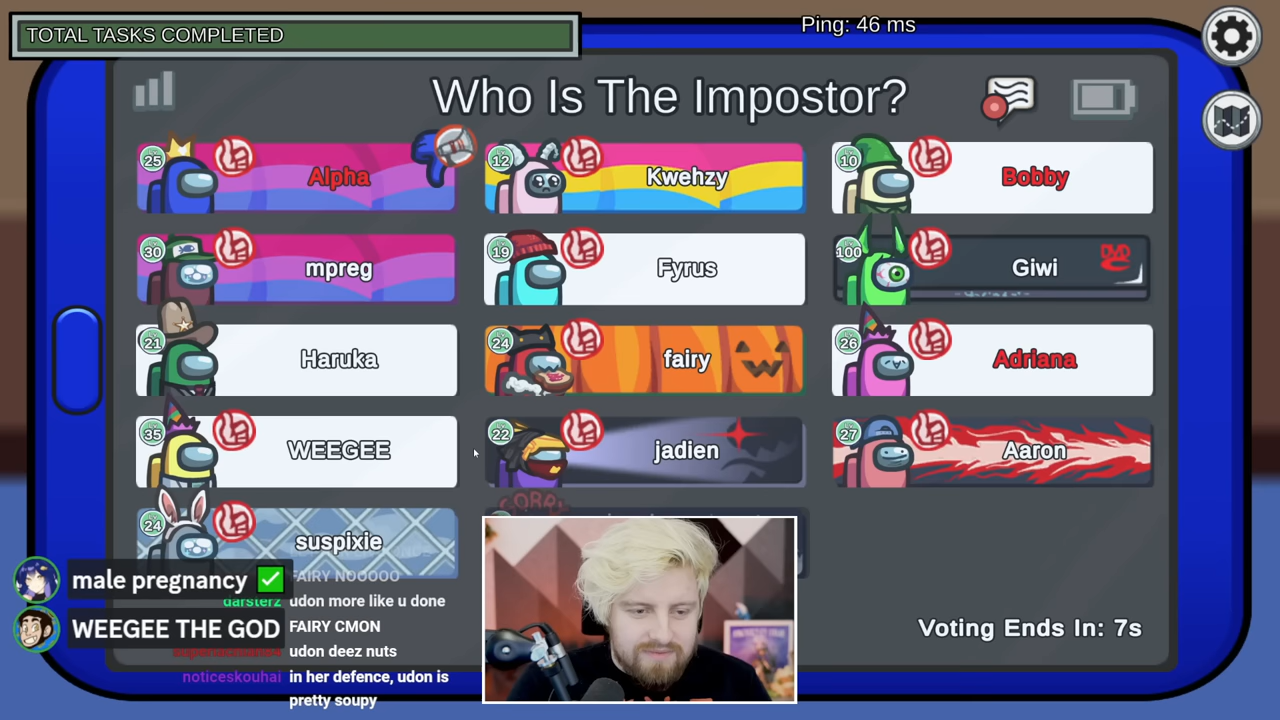 TOTAL TASKS COMPLETED
Ping: 46 ms
Who Is The Impostor?
25 Alpha
12 Kwehzy
10 Bobby
30 mpreg
19 Fyrus
100 Giwi
DVD
21 Haruka
24 fairy
26 Adriana
35 WEEGEE
22 jadien
27 Aaron
24 suspixie
SORRY
male pregnancy
FAIRY NOOOOO
darsterz udon more like u done
WEEGEE THE GOD
FAIRY CMON
udon deez nuts
noticeskouhai in her defence, udon is
pretty soupy
Voting Ends In: 7s